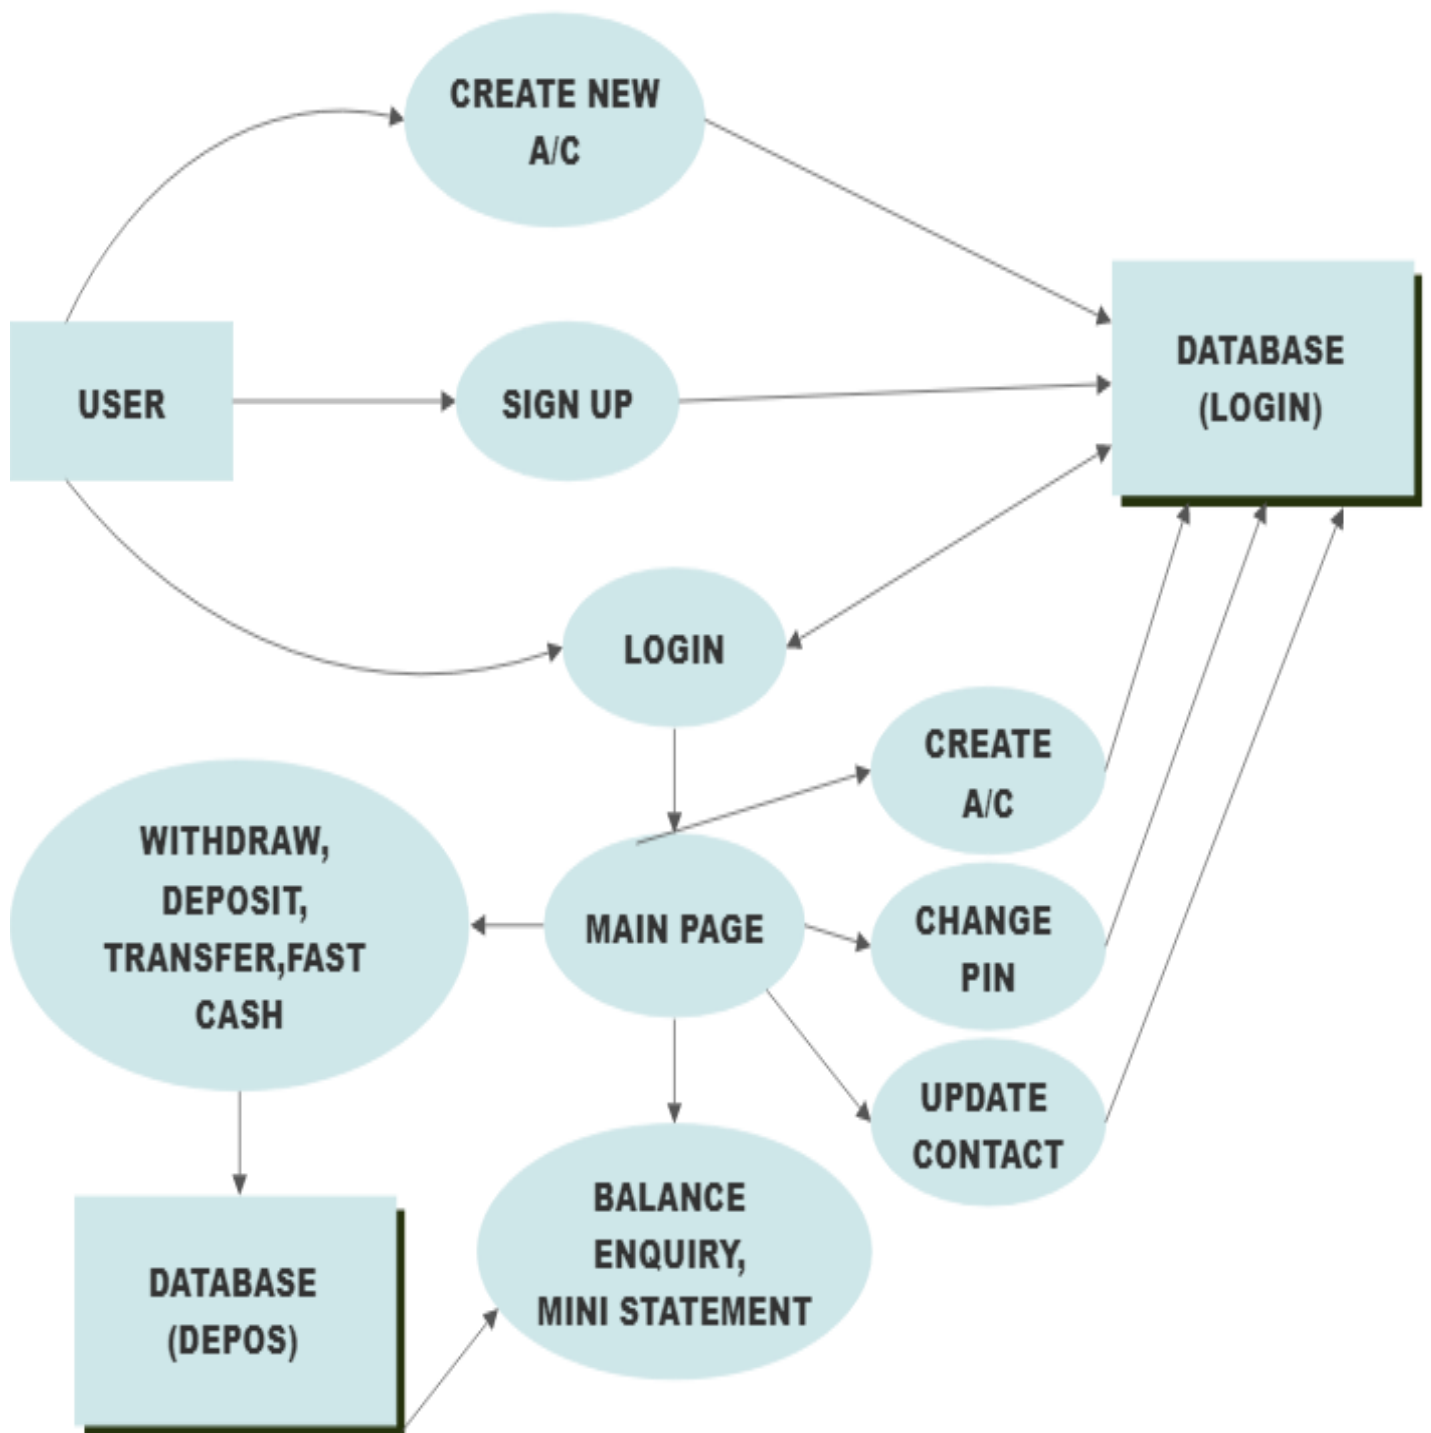 CREATE NEW
A/C
USER
SIGN UP
DATABASE
(LOGIN)
LOGIN
CREATE
A/C
WITHDRAW,
DEPOSIT,
TRANSFER,FAST
CASH
MAIN PAGE
CHANGE
PIN
UPDATE
CONTACT
BALANCE
ENQUIRY,
MINI STATEMENT
DATABASE
(DEPOS)